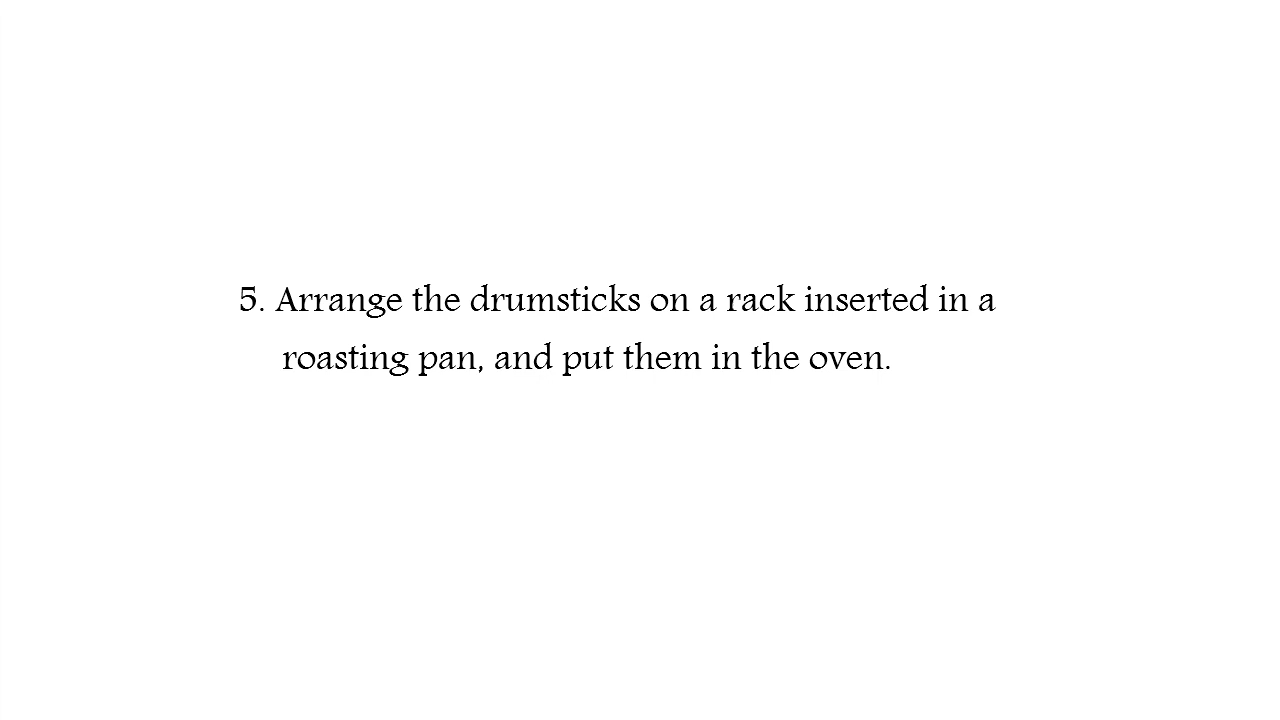 5. Arrange the drumsticks on a rack inserted in a
roasting pan, and put them in the oven.